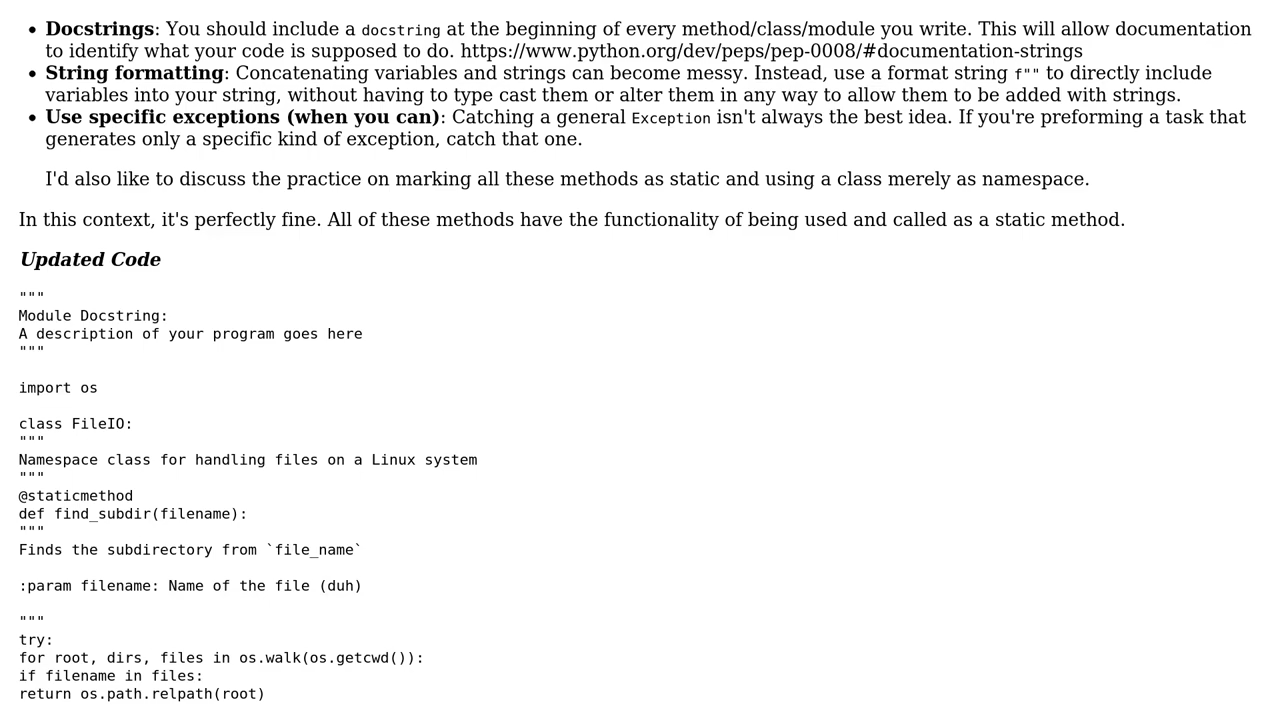 • Docstrings: You should include a docstring at the beginning of every method/class/module you write. This will allow documentation
to identify what your code is supposed to do. https://www.python.org/dev/peps/pep-0008/#documentation-strings
• String formatting: Concatenating variables and strings can become messy. Instead, use a format string f"" to directly include
variables into your string, without having to type cast them or alter them in any way to allow them to be added with strings.
• Use specific exceptions (when you can): Catching a general Exception isn't always the best idea. If you're preforming a task that
generates only a specific kind of exception, catch that one.
I'd also like to discuss the practice on marking all these methods as static and using a class merely as namespace.
In this context, it's perfectly fine. All of these methods have the functionality of being used and called as a static method.
Updated Code
"""
Module Docstring:
A description of your program goes here
"""
import os
class FileIO:
"""
Namespace class for handling files on a Linux system
"""
@staticmethod
def find_subdir(filename):
"""
Finds the subdirectory from `file_name`
:param filename: Name of the file (duh)
"""
try:
for root, dirs, files in os.walk(os.getcwd()):
if filename in files:
return os.path.relpath(root)